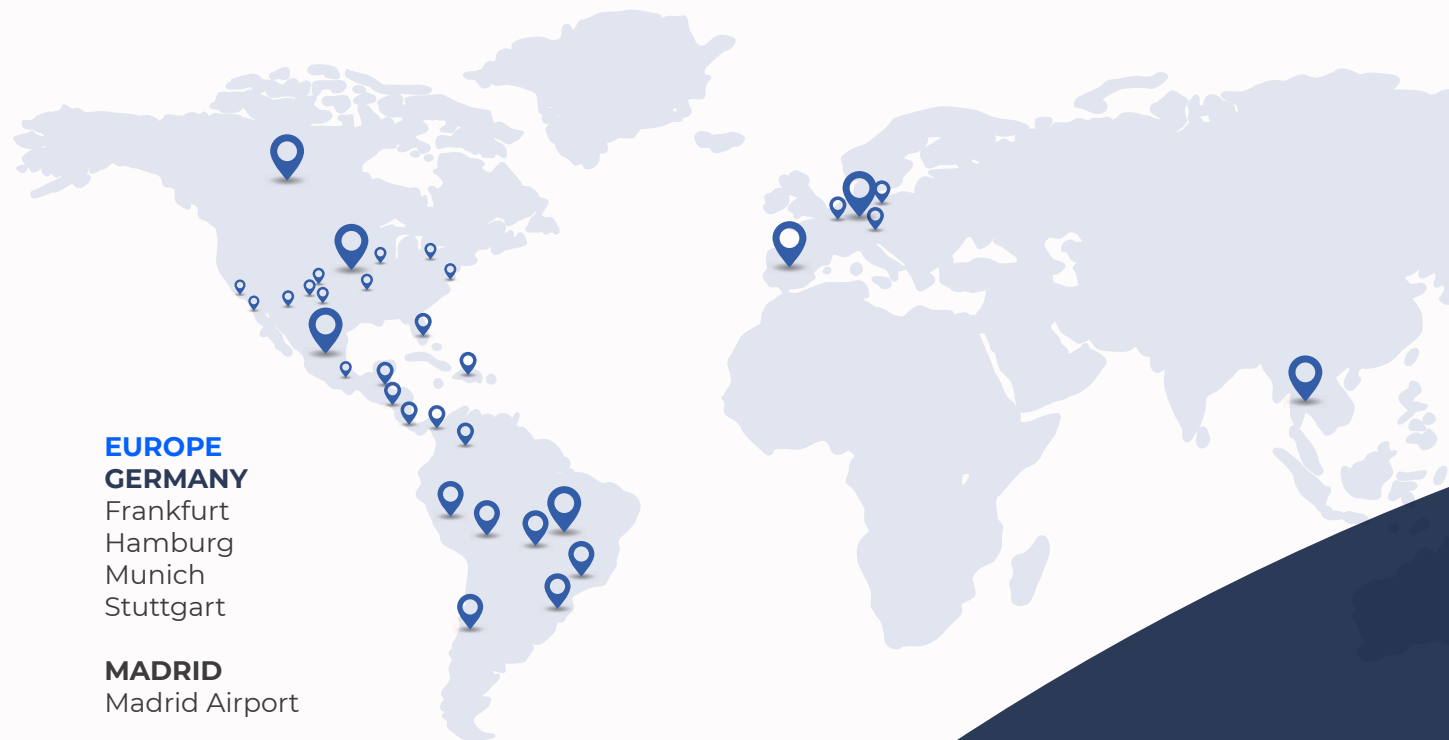 EUROPE
GERMANY
Frankfurt
Hamburg
Munich
Stuttgart
MADRID
Madrid Airport